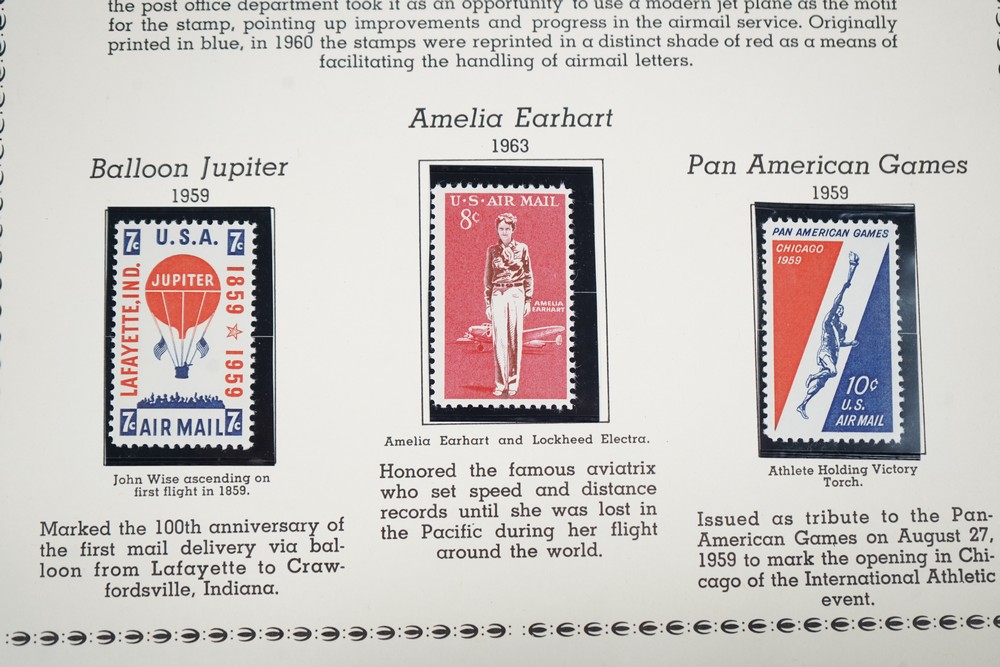 the post office department took it as an opportunity to use a modern jet plane as the motif
for the stamp, pointing up improvements and progress in the airmail service. Originally
printed in blue, in 1960 the stamps were reprinted in a distinct shade of red as a means of
facilitating the handling of airmail letters.
Balloon Jupiter
1959
7c U.S.A. 7c
JUPITER
LAFAYETTE, IND.
1859 ☆ 1959
7c AIR MAIL 7c
John Wise ascending on
first flight in 1859.
Marked the 100th anniversary of
the first mail delivery via bal-
loon from Lafayette to Craw-
fordsville, Indiana.
Amelia Earhart
1963
U·S·AIR MAIL
8c
AMELIA
EARHART
Amelia Earhart and Lockheed Electra.
Honored the famous aviatrix
who set speed and distance
records until she was lost in
the Pacific during her flight
around the world.
Pan American Games
1959
PAN AMERICAN GAMES
CHICAGO
1959
10c
U.S.
AIR MAIL
Athlete Holding Victory
Torch.
Issued as tribute to the Pan-
American Games on August 27,
1959 to mark the opening in Chi-
cago of the International Athletic
event.